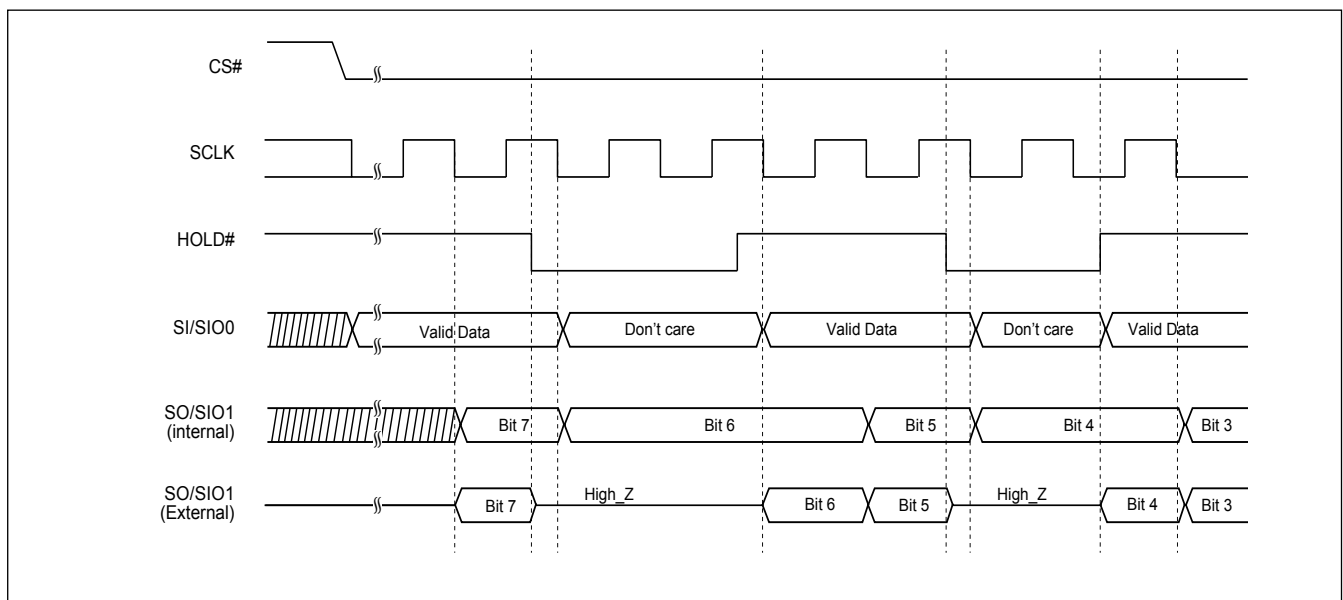 CS#
SCLK
HOLD#
SI/SIO0 Valid Data Don’t care Valid Data Don’t care Valid Data
SO/SIO1
(internal) Bit 7 Bit 6 Bit 5 Bit 4 Bit 3
SO/SIO1
(External) Bit 7 High_Z Bit 6 Bit 5 High_Z Bit 4 Bit 3